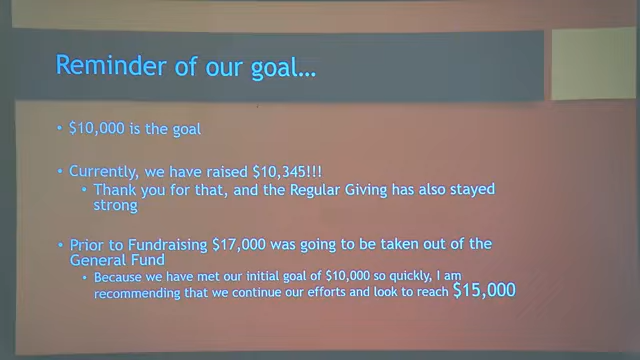 Reminder of our goal...
• $10,000 is the goal
• Currently, we have raised $10,345!!!
• Thank you for that, and the Regular Giving has also stayed
strong
• Prior to Fundraising $17,000 was going to be taken out of the
General Fund
• Because we have met our initial goal of $10,000 so quickly, I am
recommending that we continue our efforts and look to reach $15,000